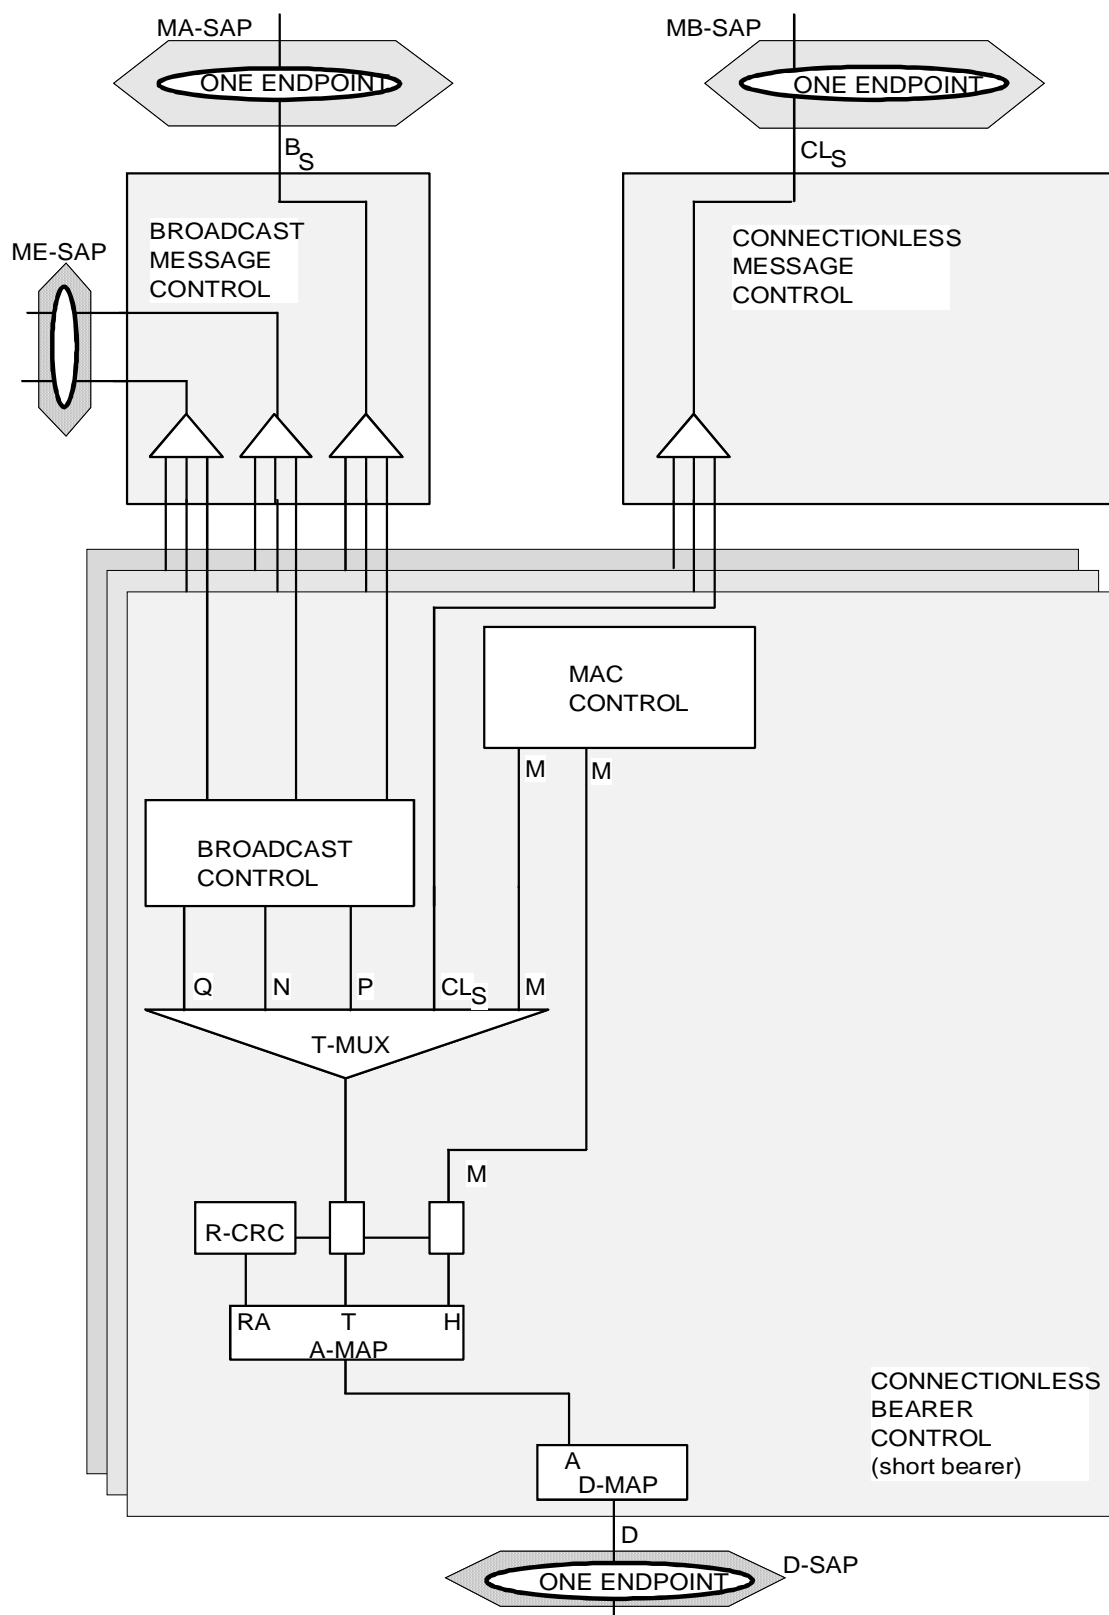 MA-SAP
MB-SAP
ONE ENDPOINT
ONE ENDPOINT
BS
CLS
ME-SAP
BROADCAST
MESSAGE
CONTROL
CONNECTIONLESS
MESSAGE
CONTROL
MAC
CONTROL
M
M
BROADCAST
CONTROL
Q
N
P
CLS
M
T-MUX
M
R-CRC
RA
T
H
A-MAP
CONNECTIONLESS
BEARER
CONTROL
(short bearer)
A
D-MAP
D
D-SAP
ONE ENDPOINT